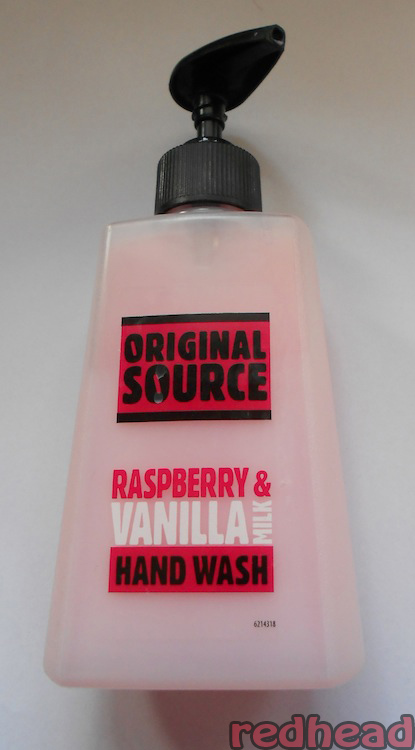 ORIGINAL
SOURCE
RASPBERRY &
VANILLA MILK
HAND WASH
6214318
redhead